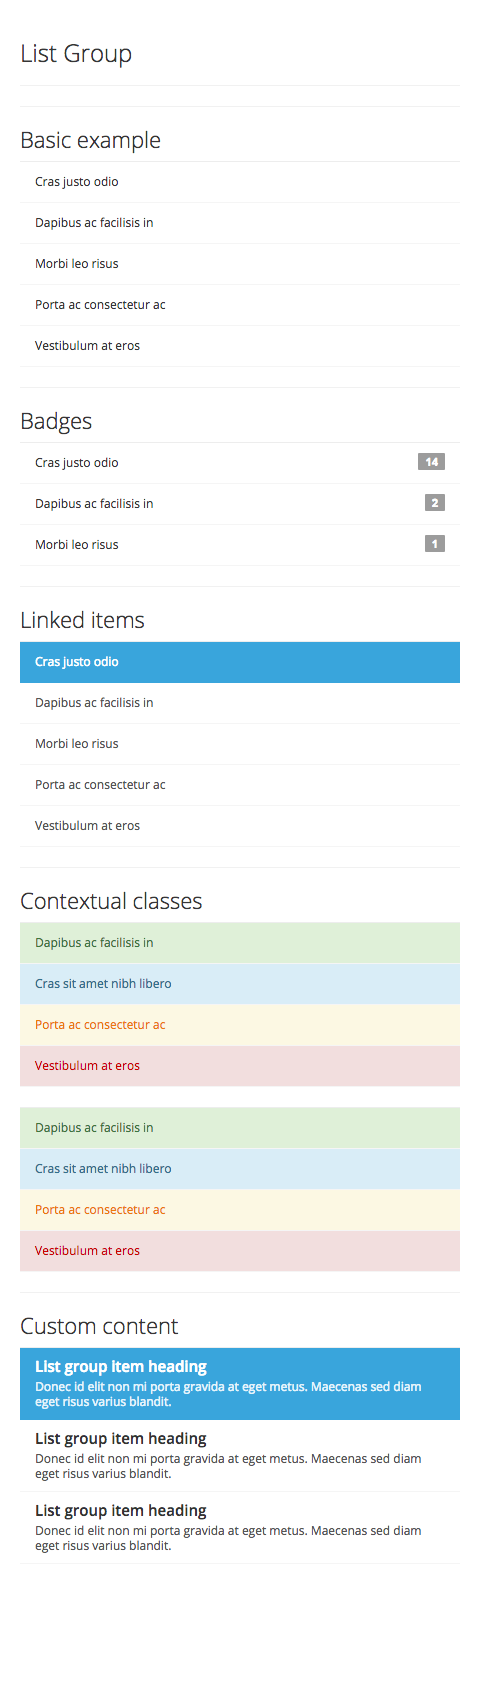 List Group
Basic example
Cras justo odio
Dapibus ac facilisis in
Morbi leo risus
Porta ac consectetur ac
Vestibulum at eros
Badges
Cras justo odio 14
Dapibus ac facilisis in 2
Morbi leo risus 1
Linked items
Cras justo odio
Dapibus ac facilisis in
Morbi leo risus
Porta ac consectetur ac
Vestibulum at eros
Contextual classes
Dapibus ac facilisis in
Cras sit amet nibh libero
Porta ac consectetur ac
Vestibulum at eros
Dapibus ac facilisis in
Cras sit amet nibh libero
Porta ac consectetur ac
Vestibulum at eros
Custom content
List group item heading
Donec id elit non mi porta gravida at eget metus. Maecenas sed diam
eget risus varius blandit.
List group item heading
Donec id elit non mi porta gravida at eget metus. Maecenas sed diam
eget risus varius blandit.
List group item heading
Donec id elit non mi porta gravida at eget metus. Maecenas sed diam
eget risus varius blandit.